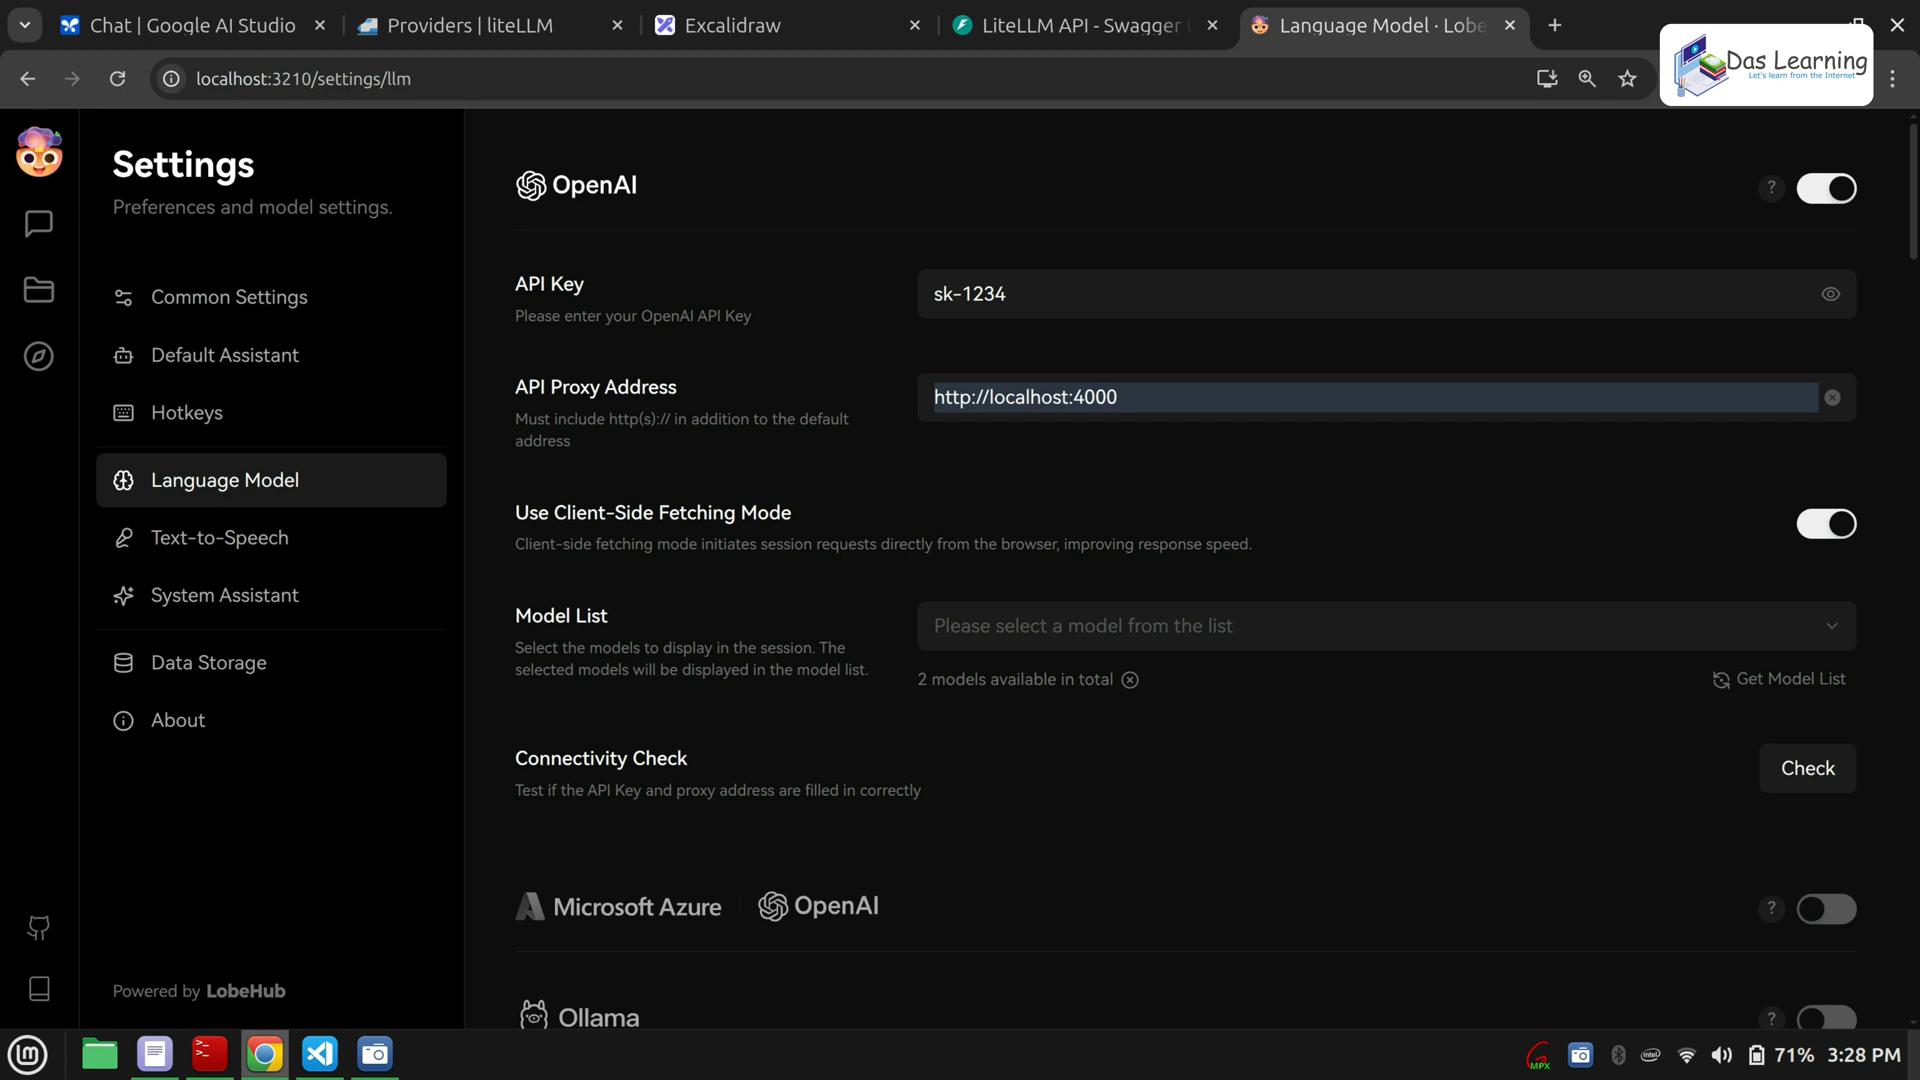 Chat | Google AI Studio
Providers | liteLLM
Excalidraw
LiteLLM API - Swagger
Language Model · Lobe
localhost:3210/settings/llm
Das Learning
Let's learn from the Internet
Settings
Preferences and model settings.
Common Settings
Default Assistant
Hotkeys
Language Model
Text-to-Speech
System Assistant
Data Storage
About
Powered by LobeHub
OpenAI
?
API Key
Please enter your OpenAI API Key
sk-1234
API Proxy Address
Must include http(s):// in addition to the default
address
http://localhost:4000
Use Client-Side Fetching Mode
Client-side fetching mode initiates session requests directly from the browser, improving response speed.
Model List
Select the models to display in the session. The
selected models will be displayed in the model list.
Please select a model from the list
2 models available in total
Get Model List
Connectivity Check
Test if the API Key and proxy address are filled in correctly
Check
Microsoft Azure
OpenAI
?
Ollama
?
MPX
intel
71%
3:28 PM